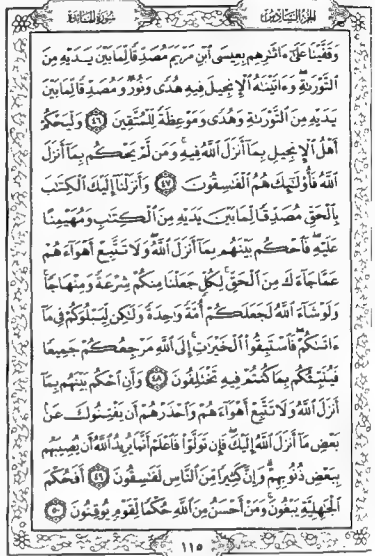 الجزء السادس
سورة المائدة
وَقَفَّيْنَا عَلَىٰ ءَاثَٰرِهِم بِعِيسَى ٱبْنِ مَرْيَمَ مُصَدِّقًا لِّمَا بَيْنَ يَدَيْهِ مِنَ
ٱلتَّوْرَىٰةِ وَءَاتَيْنَٰهُ ٱلْإِنجِيلَ فِيهِ هُدًى وَنُورٌ وَمُصَدِّقًا لِّمَا بَيْنَ
يَدَيْهِ مِنَ ٱلتَّوْرَىٰةِ وَهُدًى وَمَوْعِظَةً لِّلْمُتَّقِينَ ٤٦ وَلْيَحْكُمْ
أَهْلُ ٱلْإِنجِيلِ بِمَآ أَنزَلَ ٱللَّهُ فِيهِ وَمَن لَّمْ يَحْكُم بِمَآ أَنزَلَ
ٱللَّهُ فَأُو۟لَٰٓئِكَ هُمُ ٱلْفَٰسِقُونَ ٤٧ وَأَنزَلْنَآ إِلَيْكَ ٱلْكِتَٰبَ
بِٱلْحَقِّ مُصَدِّقًا لِّمَا بَيْنَ يَدَيْهِ مِنَ ٱلْكِتَٰبِ وَمُهَيْمِنًا
عَلَيْهِ فَٱحْكُم بَيْنَهُم بِمَآ أَنزَلَ ٱللَّهُ وَلَا تَتَّبِعْ أَهْوَآءَهُمْ
عَمَّا جَآءَكَ مِنَ ٱلْحَقِّ لِكُلٍّ جَعَلْنَا مِنكُمْ شِرْعَةً وَمِنْهَاجًا
وَلَوْ شَآءَ ٱللَّهُ لَجَعَلَكُمْ أُمَّةً وَٰحِدَةً وَلَٰكِن لِّيَبْلُوَكُمْ فِى مَآ
ءَاتَىٰكُمْ فَٱسْتَبِقُوا۟ ٱلْخَيْرَٰتِ إِلَى ٱللَّهِ مَرْجِعُكُمْ جَمِيعًا
فَيُنَبِّئُكُم بِمَا كُنتُمْ فِيهِ تَخْتَلِفُونَ ٤٨ وَأَنِ ٱحْكُم بَيْنَهُم بِمَآ
أَنزَلَ ٱللَّهُ وَلَا تَتَّبِعْ أَهْوَآءَهُمْ وَٱحْذَرْهُمْ أَن يَفْتِنُوكَ عَنۢ
بَعْضِ مَآ أَنزَلَ ٱللَّهُ إِلَيْكَ فَإِن تَوَلَّوْا۟ فَٱعْلَمْ أَنَّمَا يُرِيدُ ٱللَّهُ أَن يُصِيبَهُم
بِبَعْضِ ذُنُوبِهِمْ وَإِنَّ كَثِيرًا مِّنَ ٱلنَّاسِ لَفَٰسِقُونَ ٤٩ أَفَحُكْمَ
ٱلْجَٰهِلِيَّةِ يَبْغُونَ وَمَنْ أَحْسَنُ مِنَ ٱللَّهِ حُكْمًا لِّقَوْمٍ يُوقِنُونَ ٥٠
١١٥